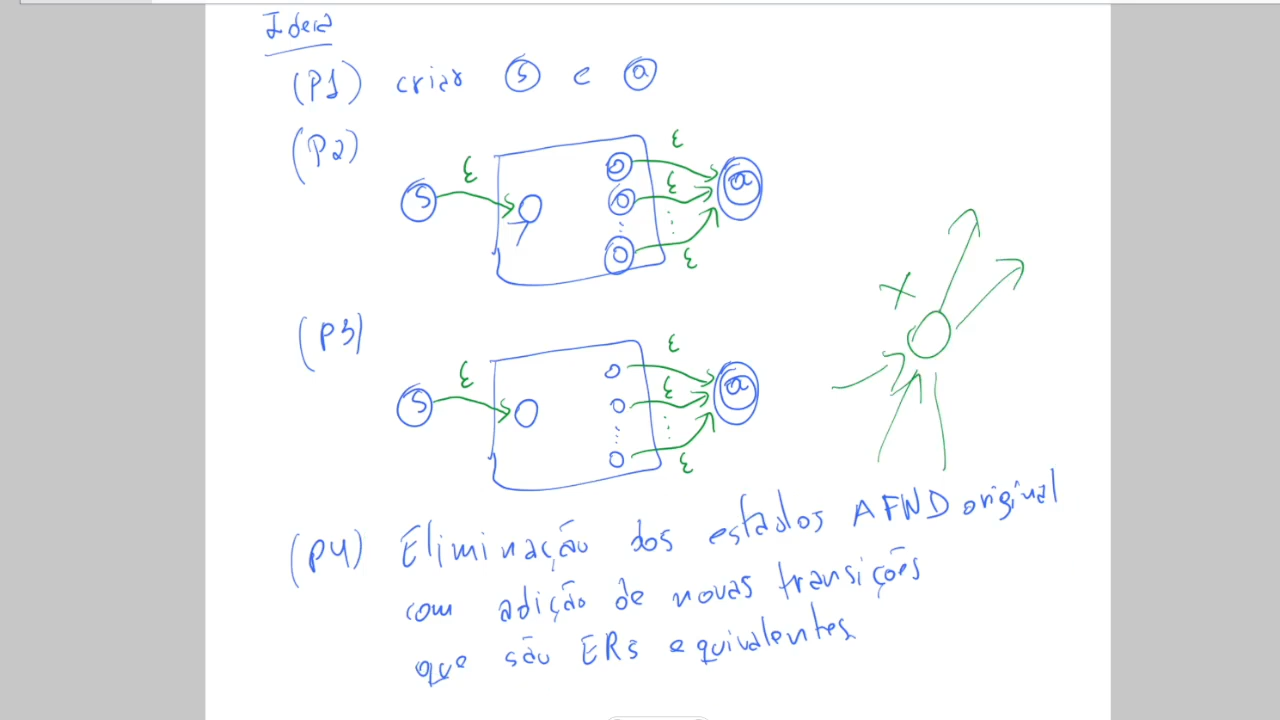 Ideia
(P1) criar s e a
(P2)
s ε ε ε ε a
(P3)
s ε ε ε ε a
x
(P4) Eliminação dos estados AFND original
com adição de novas transições
que são ERs equivalentes